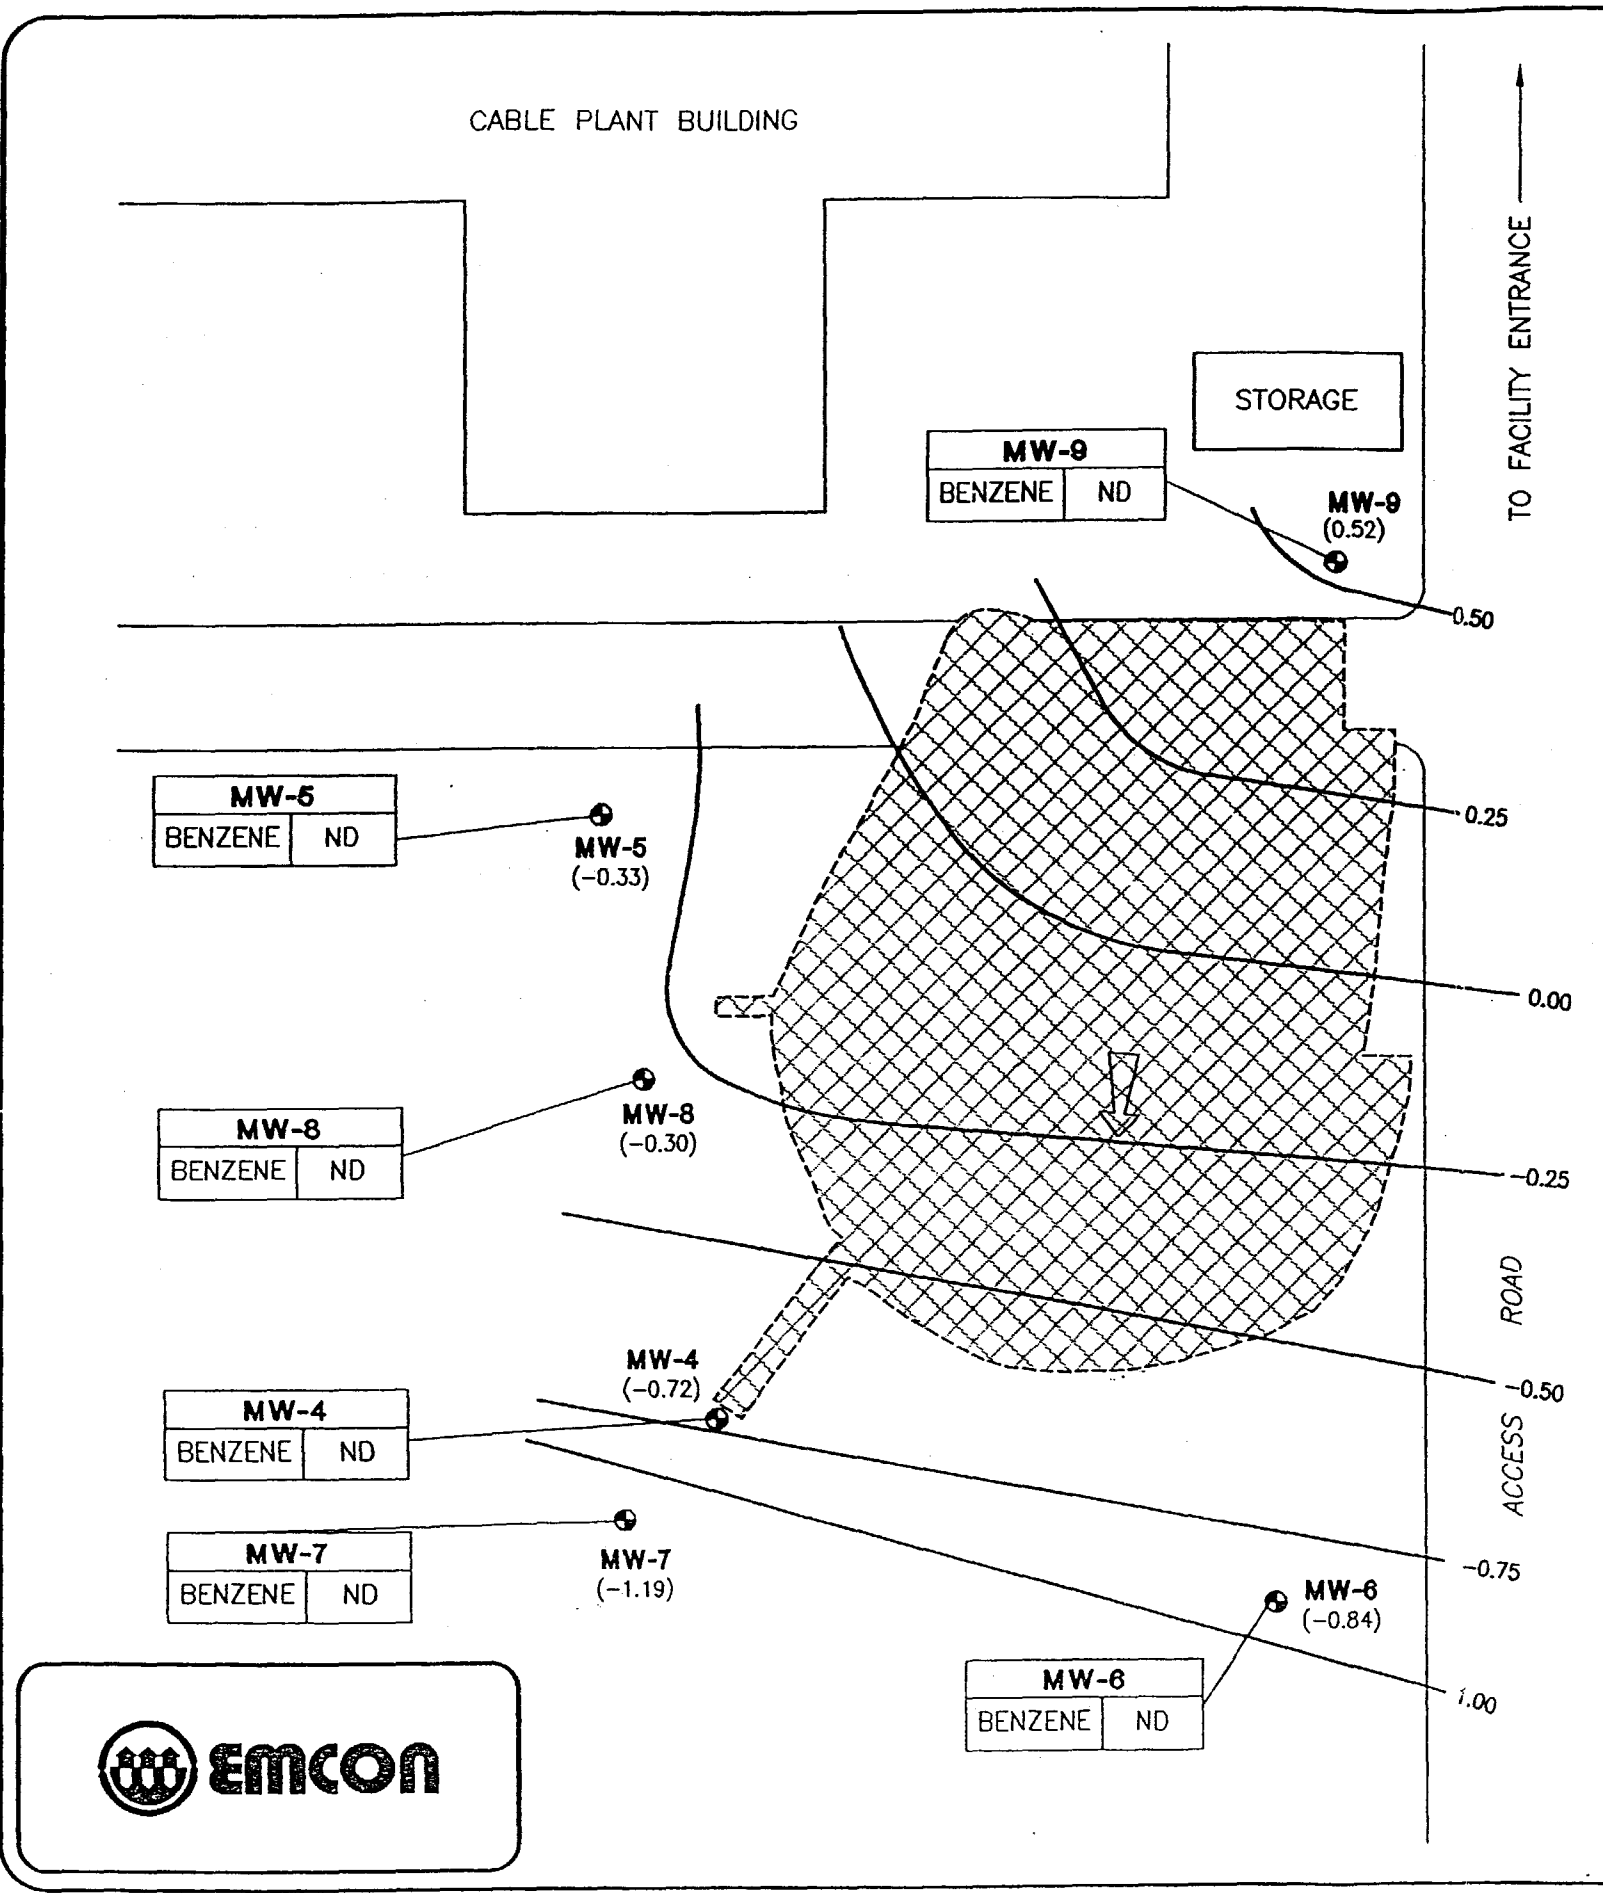 CABLE PLANT BUILDING
TO FACILITY ENTRANCE
STORAGE
MW-9
BENZENE ND
MW-9
(0.52)
0.50
0.25
MW-5
BENZENE ND
MW-5
(-0.33)
0.00
MW-8
BENZENE ND
MW-8
(-0.30)
-0.25
ACCESS ROAD
MW-4
(-0.72)
-0.50
MW-4
BENZENE ND
MW-7
BENZENE ND
MW-7
(-1.19)
-0.75
MW-6
(-0.84)
MW-6
BENZENE ND
1.00
EMCON